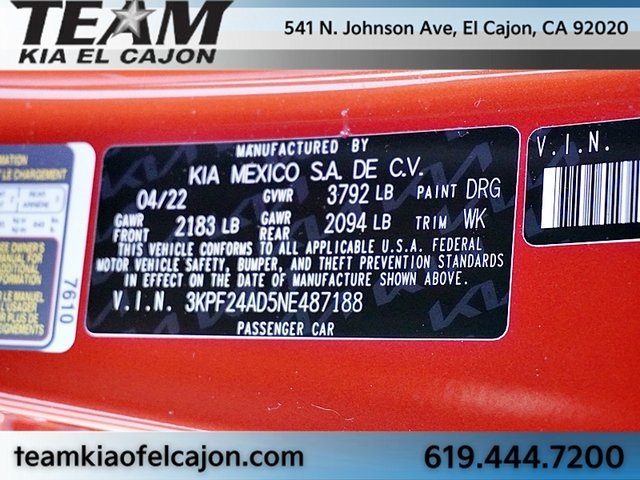 TEAM
KIA EL CAJON
541 N. Johnson Ave, El Cajon, CA 92020
MANUFACTURED BY
KIA MEXICO S.A. DE C.V.
04/22 GVWR 3792 LB PAINT DRG
GAWR FRONT 2183 LB GAWR REAR 2094 LB TRIM WK
THIS VEHICLE CONFORMS TO ALL APPLICABLE U.S.A. FEDERAL
MOTOR VEHICLE SAFETY, BUMPER, AND THEFT PREVENTION STANDARDS
IN EFFECT ON THE DATE OF MANUFACTURE SHOWN ABOVE.
V.I.N. 3KPF24AD5NE487188
PASSENGER CAR
V.I.N.
7610
teamkiaofelcajon.com
619.444.7200